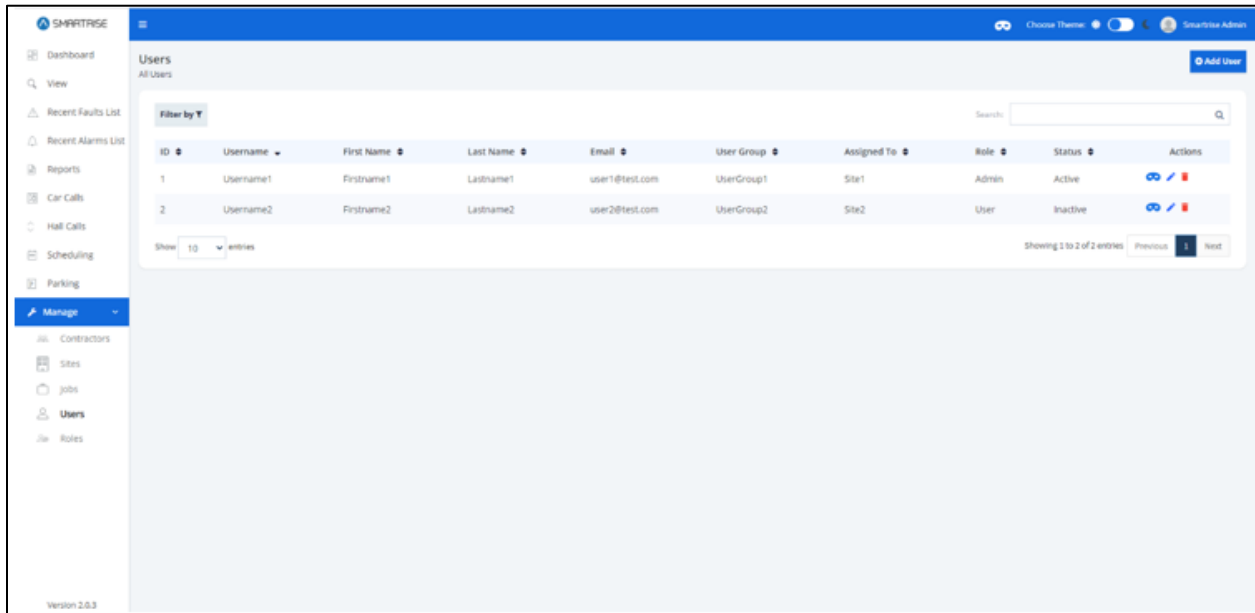 SMARTRISE
Choose Theme:
Smartrise Admin
Dashboard
View
Recent Faults List
Recent Alarms List
Reports
Car Calls
Hall Calls
Scheduling
Parking
Manage
Contractors
Sites
Jobs
Users
Roles
Version 2.0.3
Users
All Users
Add User
Filter by
Search:
ID Username First Name Last Name Email User Group Assigned To Role Status Actions
1 Username1 Firstname1 Lastname1 user1@test.com UserGroup1 Site1 Admin Active
2 Username2 Firstname2 Lastname2 user2@test.com UserGroup2 Site2 User Inactive
Show 10 entries
Showing 1 to 2 of 2 entries Previous 1 Next